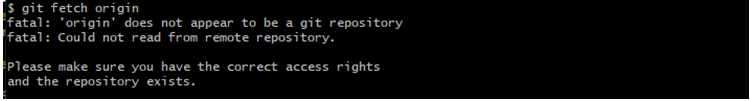 $ git fetch origin
fatal: 'origin' does not appear to be a git repository
fatal: Could not read from remote repository.
Please make sure you have the correct access rights
and the repository exists.